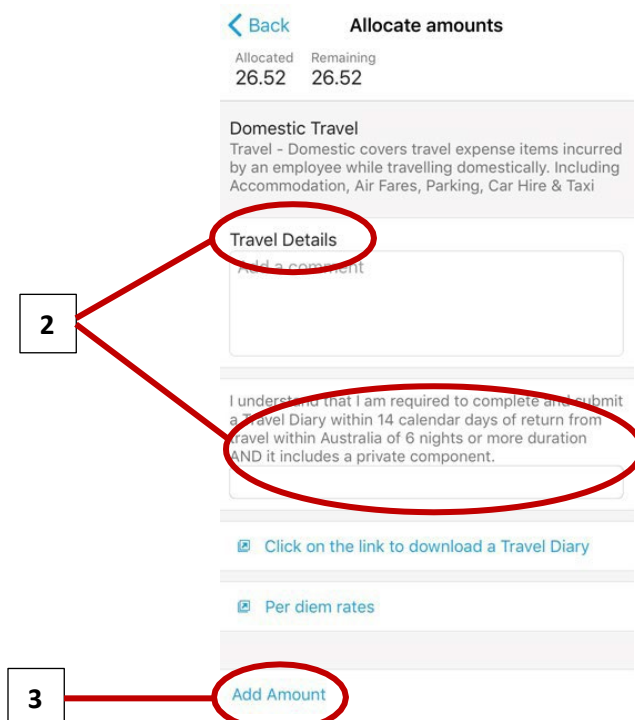 Back Allocate amounts
Allocated Remaining
26.52 26.52
Domestic Travel
Travel - Domestic covers travel expense items incurred
by an employee while travelling domestically. Including
Accommodation, Air Fares, Parking, Car Hire & Taxi
Travel Details
Add a comment
2
I understand that I am required to complete and submit
a Travel Diary within 14 calendar days of return from
travel within Australia of 6 nights or more duration
AND it includes a private component.
Click on the link to download a Travel Diary
Per diem rates
3 Add Amount